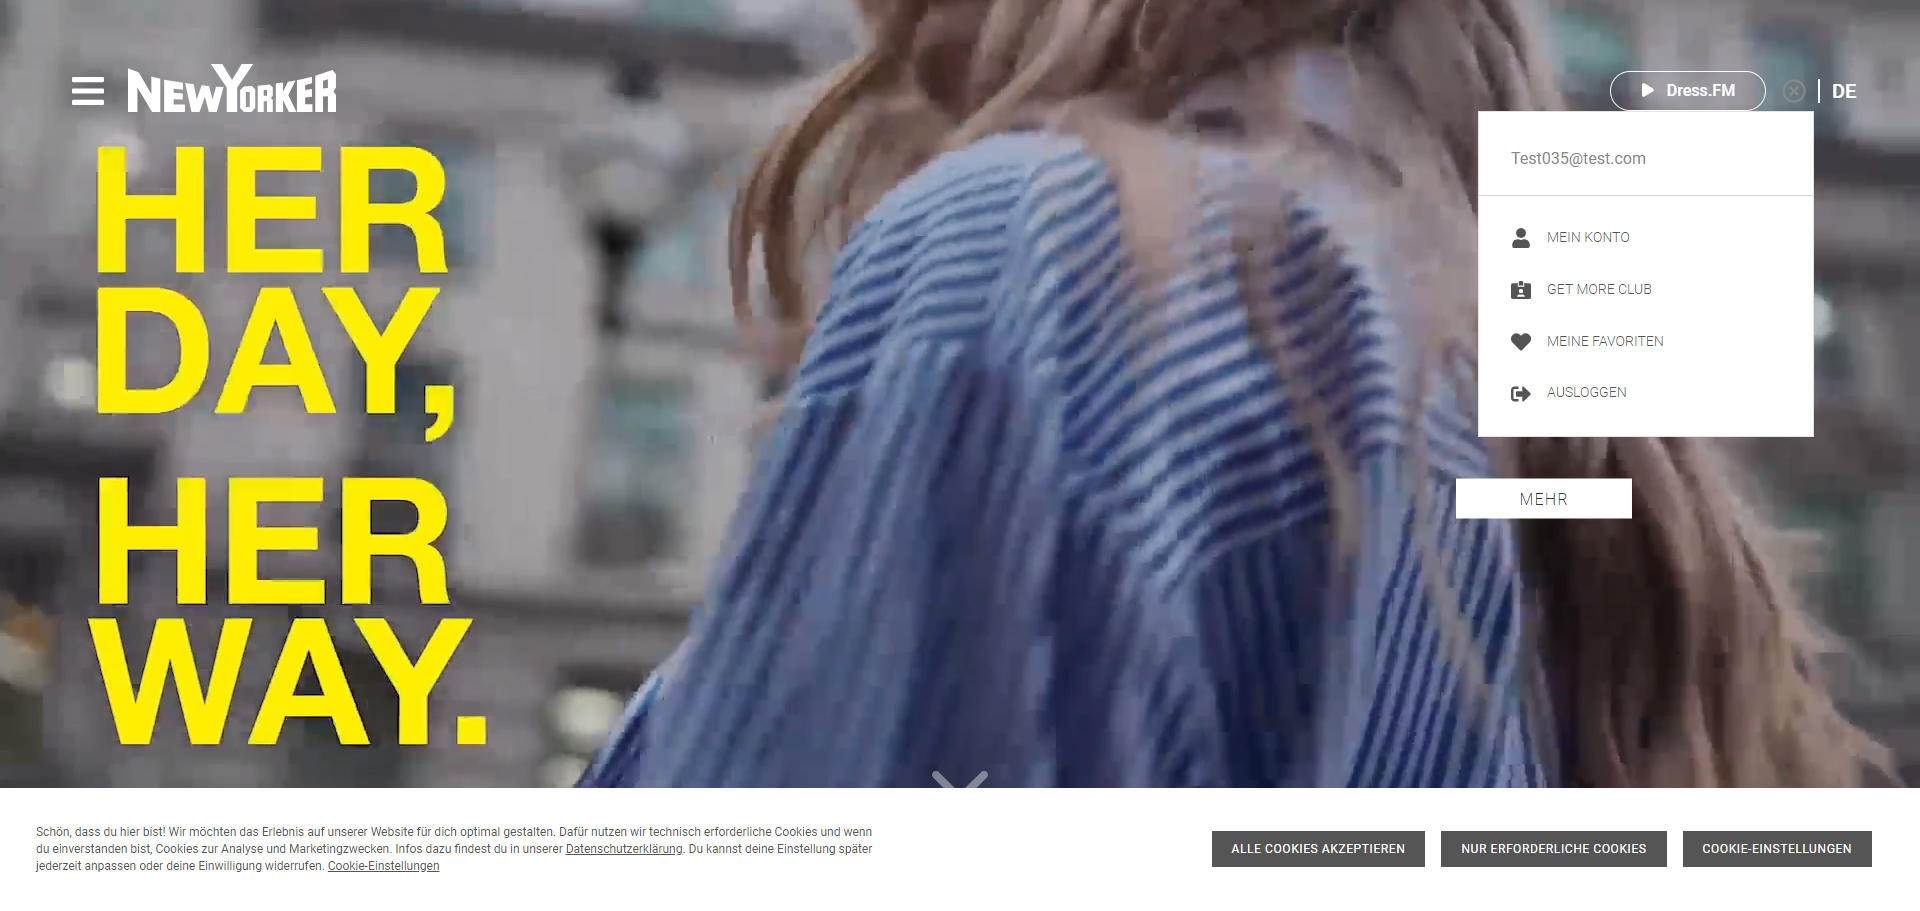 NEWYORKER
Dress.FM
DE
Test035@test.com
MEIN KONTO
GET MORE CLUB
MEINE FAVORITEN
AUSLOGGEN
HER
DAY,
HER
WAY.
MEHR
Schön, dass du hier bist! Wir möchten das Erlebnis auf unserer Website für dich optimal gestalten. Dafür nutzen wir technisch erforderliche Cookies und wenn
du einverstanden bist, Cookies zur Analyse und Marketingzwecken. Infos dazu findest du in unserer Datenschutzerklärung. Du kannst deine Einstellung später
jederzeit anpassen oder deine Einwilligung widerrufen. Cookie-Einstellungen
ALLE COOKIES AKZEPTIEREN
NUR ERFORDERLICHE COOKIES
COOKIE-EINSTELLUNGEN